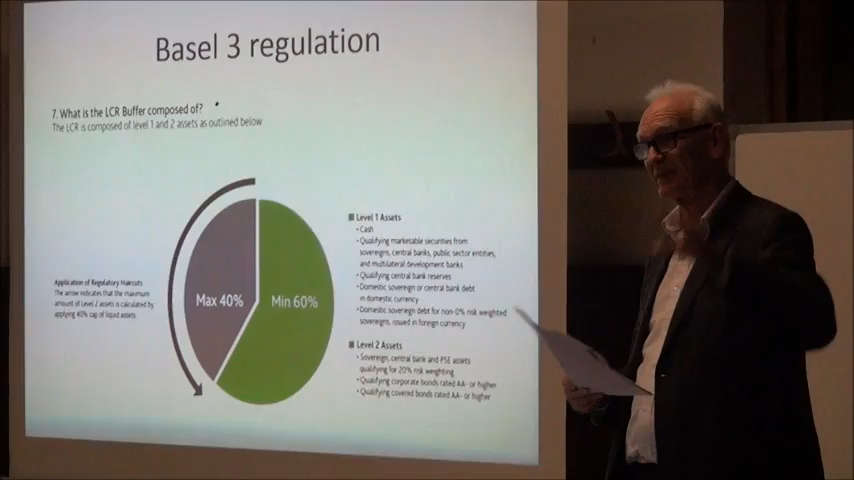 Basel 3 regulation
7. What is the LCR Buffer composed of?
The LCR is composed of level 1 and 2 assets as outlined below
Application of Regulatory Haircuts
The arrow indicates that the maximum
amount of Level 2 assets is calculated by
applying 40% cap of liquid assets
Max 40%
Min 60%
Level 1 Assets
• Cash
• Qualifying marketable securities from
sovereigns, central banks, public sector entities,
and multilateral development banks
• Qualifying central bank reserves
• Domestic sovereign or central bank debt
in domestic currency
• Domestic sovereign debt for non-0% risk weighted
sovereigns, issued in foreign currency
Level 2 Assets
• Sovereign, central bank and PSE assets
qualifying for 20% risk weighting
• Qualifying corporate bonds rated AA- or higher
• Qualifying covered bonds rated AA- or higher